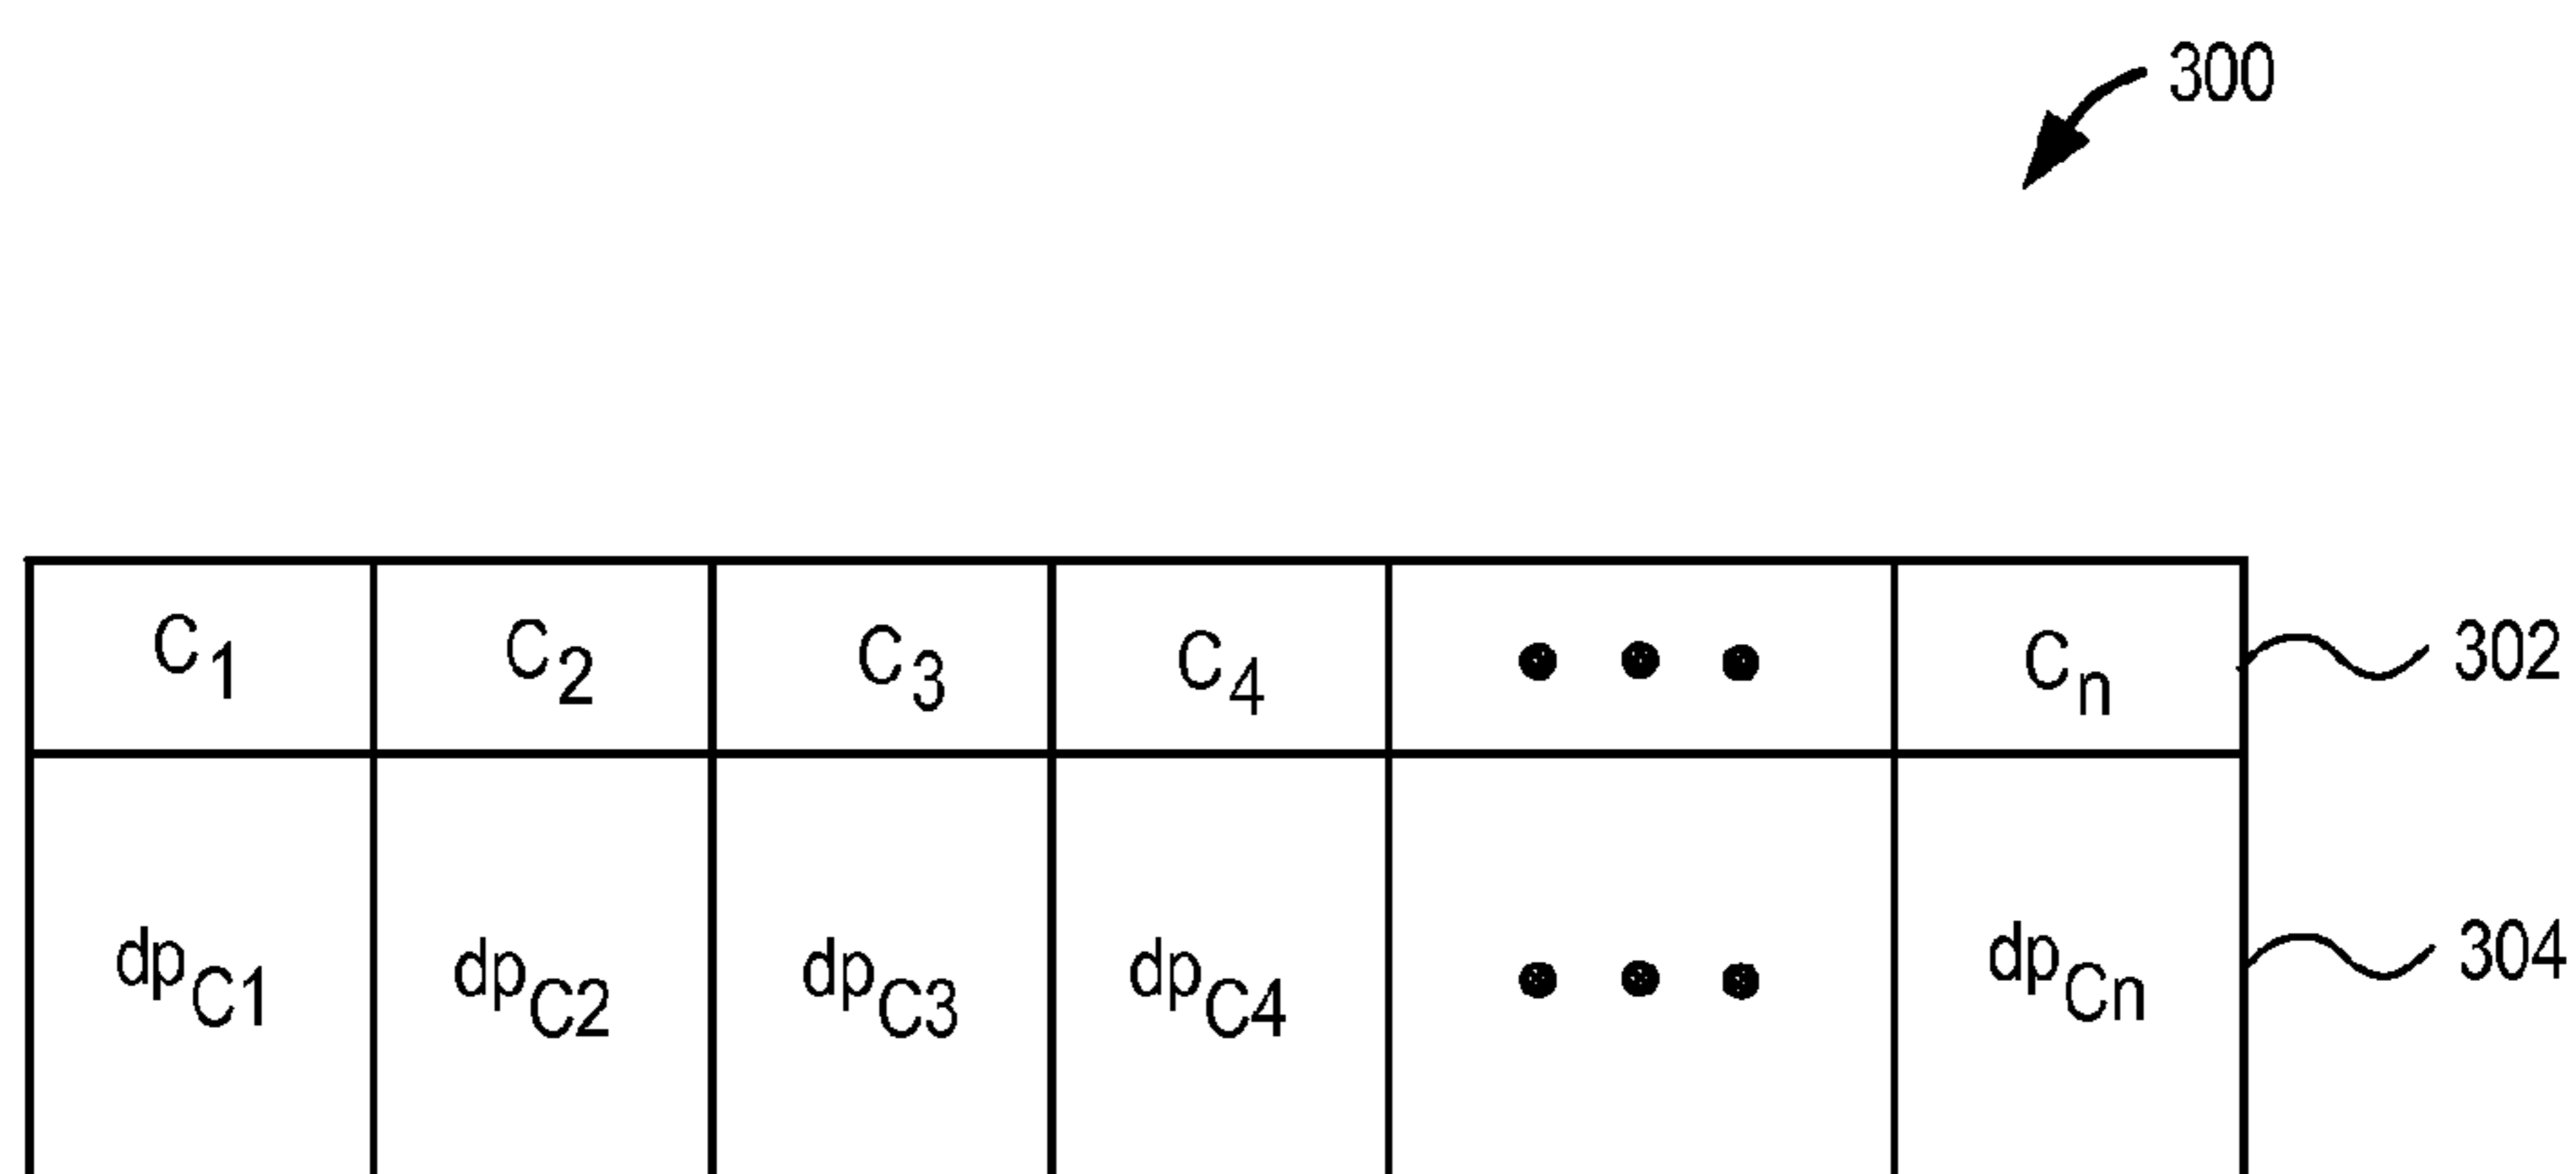 300
C1 C2 C3 C4 ● ● ● Cn 302
dpC1 dpC2 dpC3 dpC4 ● ● ● dpCn 304